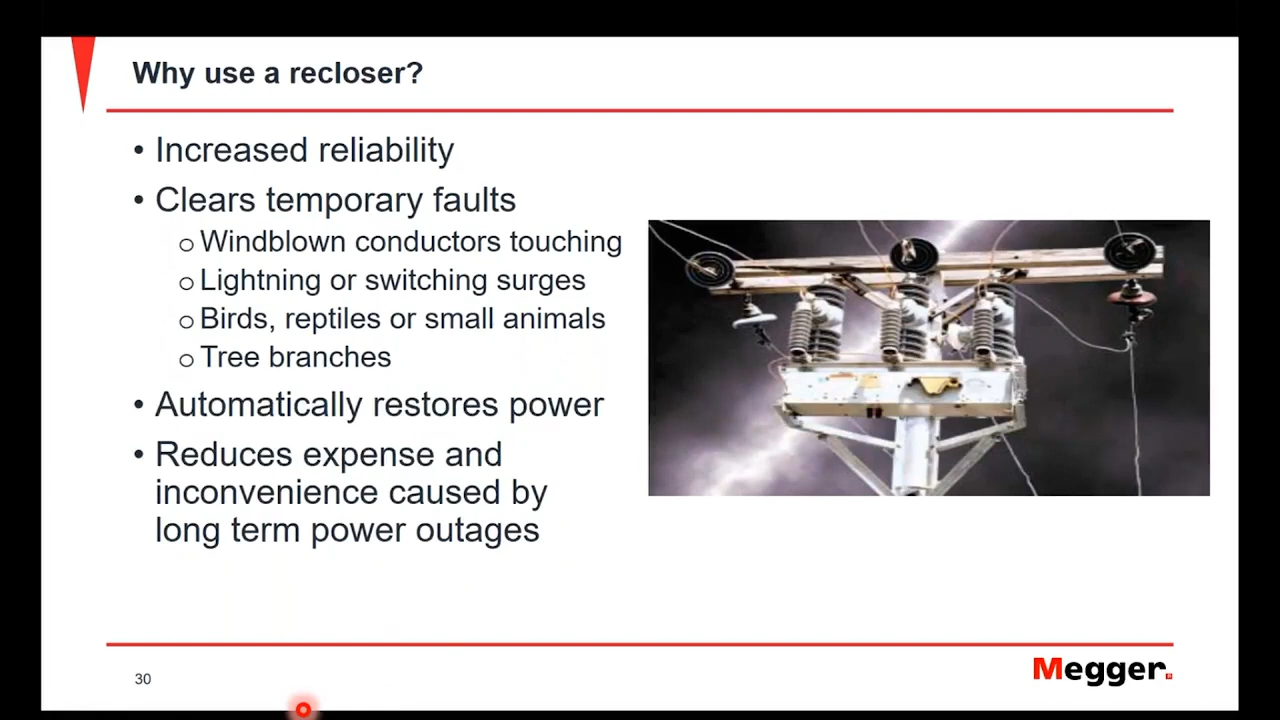 Why use a recloser?
• Increased reliability
• Clears temporary faults
o Windblown conductors touching
o Lightning or switching surges
o Birds, reptiles or small animals
o Tree branches
• Automatically restores power
• Reduces expense and
inconvenience caused by
long term power outages
30
Megger.